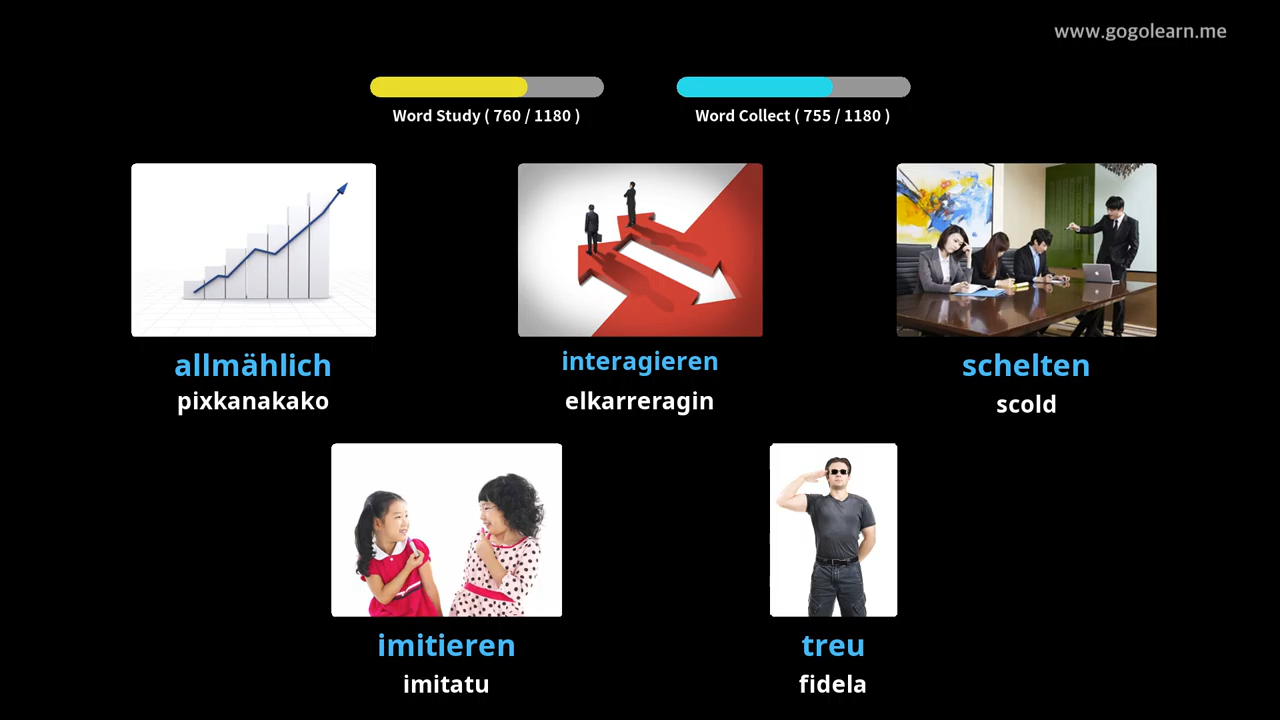 www.gogolearn.me
Word Study ( 760 / 1180 )
Word Collect ( 755 / 1180 )
allmählich
interagieren
schelten
pixkanakako
elkarreragin
scold
imitieren
treu
imitatu
fidela